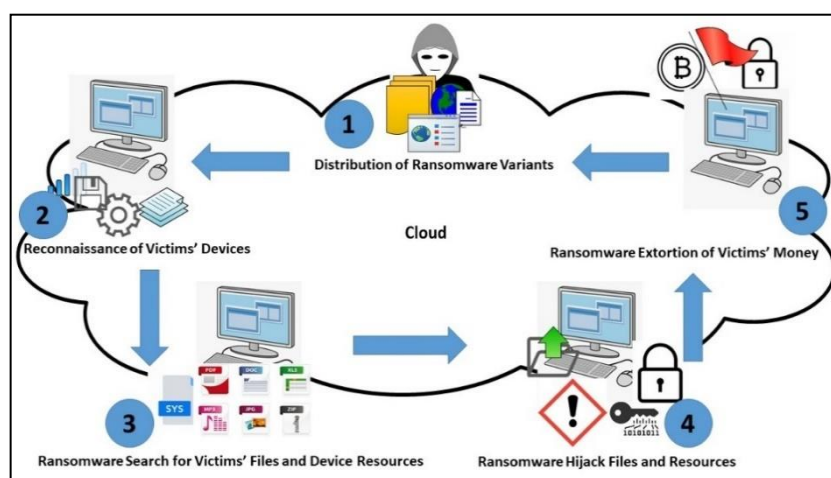 1
Distribution of Ransomware Variants
2
Reconnaissance of Victims' Devices
Cloud
5
Ransomware Extortion of Victims' Money
SYS
PDF
DOC
XLS
MP3
JPG
ZIP
3
Ransomware Search for Victims' Files and Device Resources
10101011
4
Ransomware Hijack Files and Resources